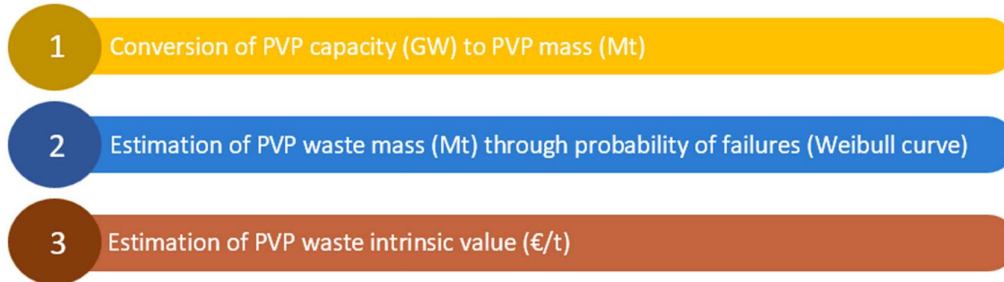 1 Conversion of PVP capacity (GW) to PVP mass (Mt)
2 Estimation of PVP waste mass (Mt) through probability of failures (Weibull curve)
3 Estimation of PVP waste intrinsic value (€/t)